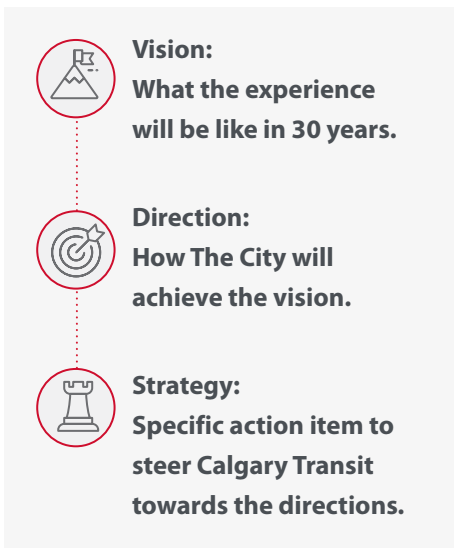 Vision:
What the experience
will be like in 30 years.
Direction:
How The City will
achieve the vision.
Strategy:
Specific action item to
steer Calgary Transit
towards the directions.